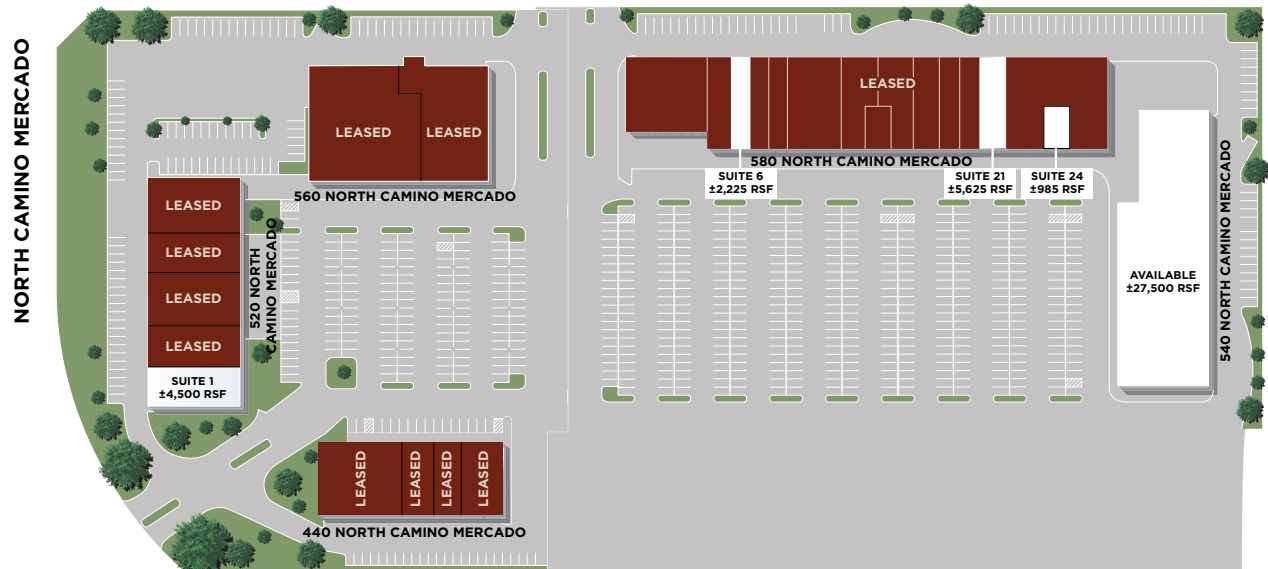 NORTH CAMINO MERCADO
LEASED
LEASED
560 NORTH CAMINO MERCADO
LEASED
LEASED
LEASED
LEASED
SUITE 1
±4,500 RSF
520 NORTH
CAMINO MERCADO
LEASED
LEASED
LEASED
LEASED
440 NORTH CAMINO MERCADO
LEASED
580 NORTH CAMINO MERCADO
SUITE 6
±2,225 RSF
SUITE 21
±5,625 RSF
SUITE 24
±985 RSF
AVAILABLE
±27,500 RSF
540 NORTH CAMINO MERCADO